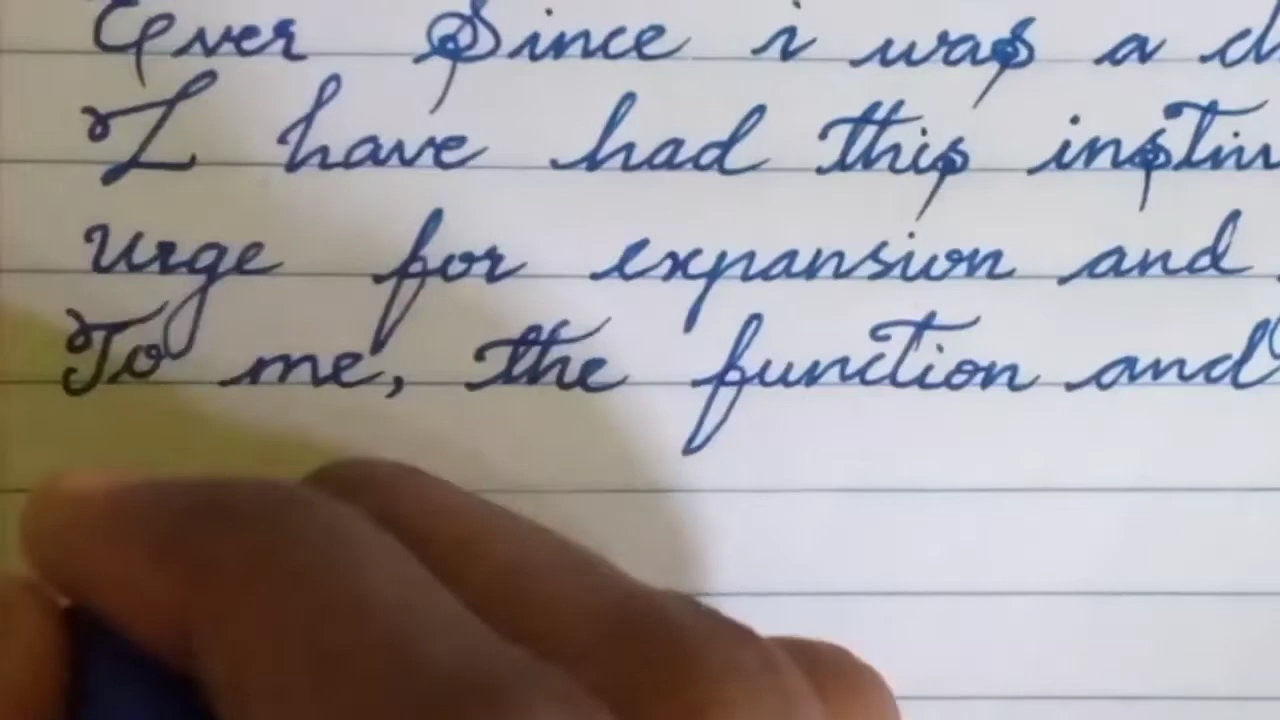 Ever Since i was a
I have had this
urge for expansion and
To me, the function and